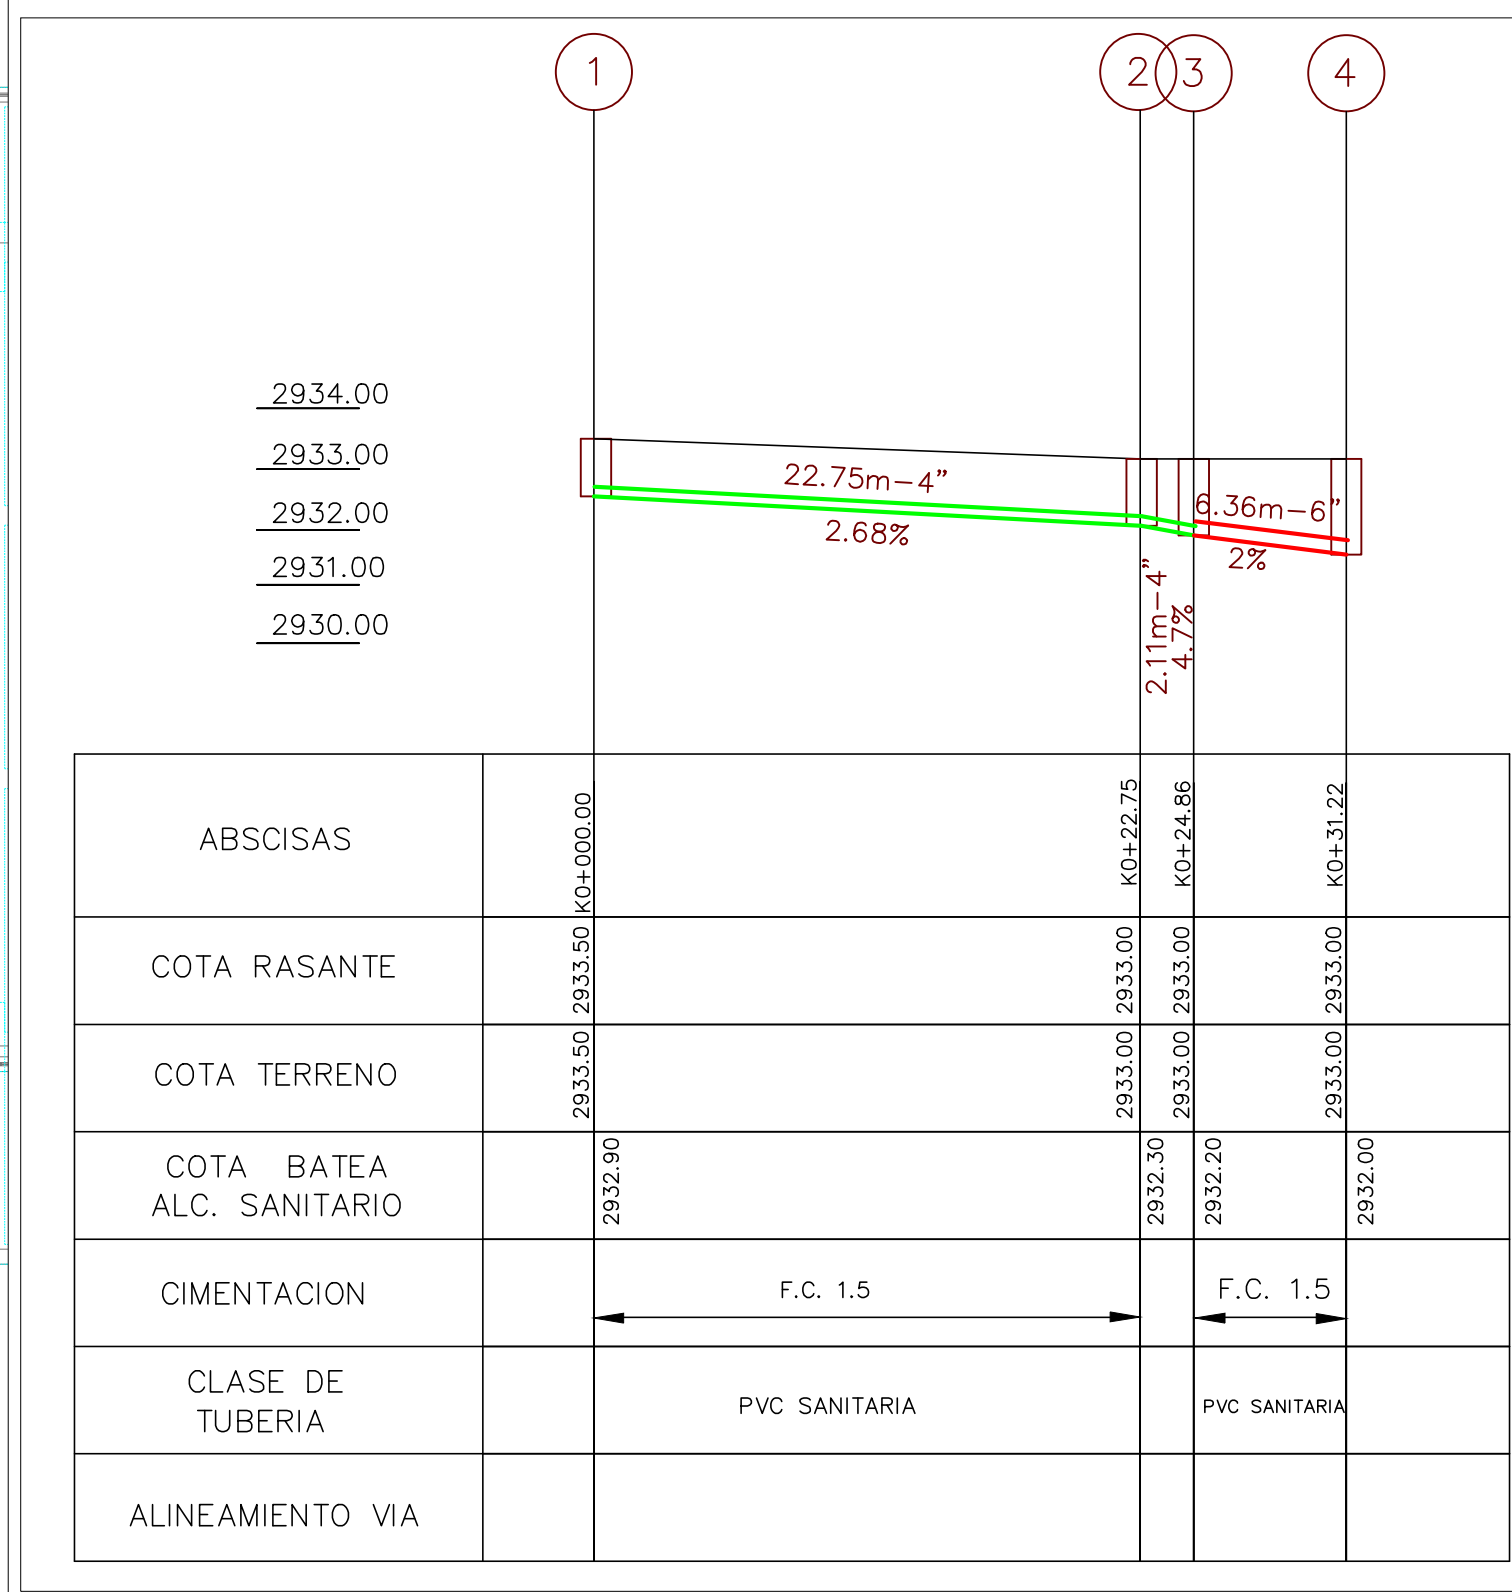 1
2
3
4
2934.00
2933.00
2932.00
2931.00
2930.00
22.75m-4"
2.68%
2.11m-4"
4.7%
6.36m-6"
2%
ABSCISAS
K0+000.00
K0+22.75
K0+24.86
K0+31.22
COTA RASANTE
2933.50
2933.00
2933.00
2933.00
COTA TERRENO
2933.50
2933.00
2933.00
2933.00
COTA BATEA
ALC. SANITARIO
2932.90
2932.30
2932.20
2932.00
CIMENTACION
F.C. 1.5
F.C. 1.5
CLASE DE
TUBERIA
PVC SANITARIA
PVC SANITARIA
ALINEAMIENTO VIA